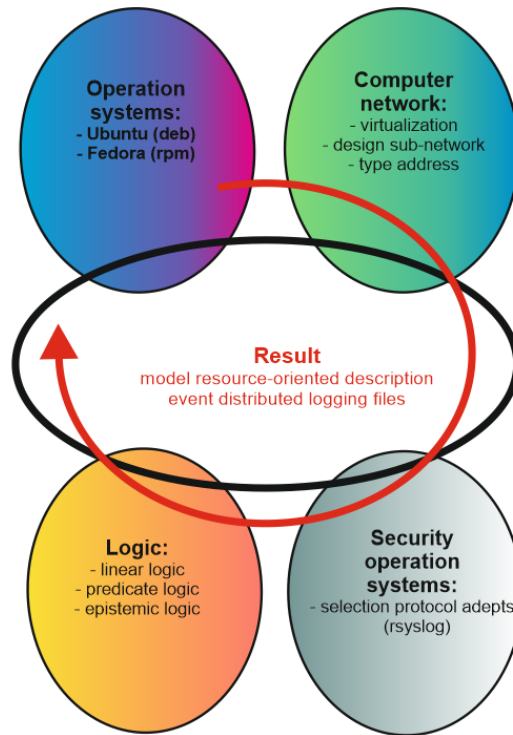 Operation
systems:
- Ubuntu (deb)
- Fedora (rpm)
Computer
network:
- virtualization
- design sub-network
- type address
Result
model resource-oriented description
event distributed logging files
Logic:
- linear logic
- predicate logic
- epistemic logic
Security
operation
systems:
- selection protocol adepts
(rsyslog)